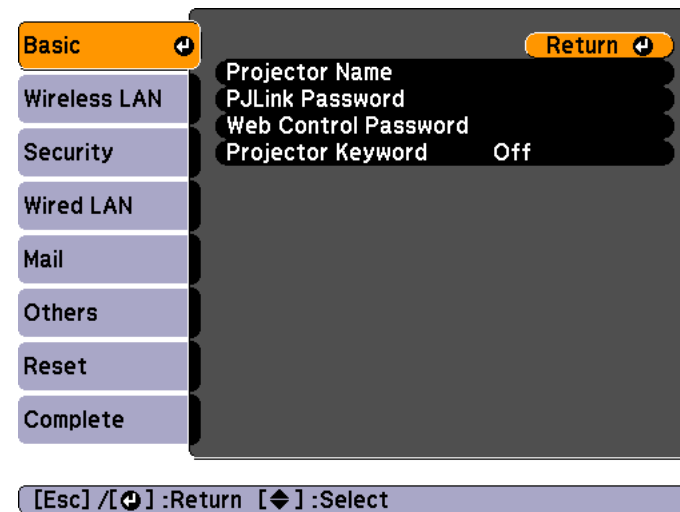 Basic
Return
Projector Name
PJLink Password
Web Control Password
Projector Keyword Off
Wireless LAN
Security
Wired LAN
Mail
Others
Reset
Complete
[Esc] /[⏎] :Return [◆] :Select